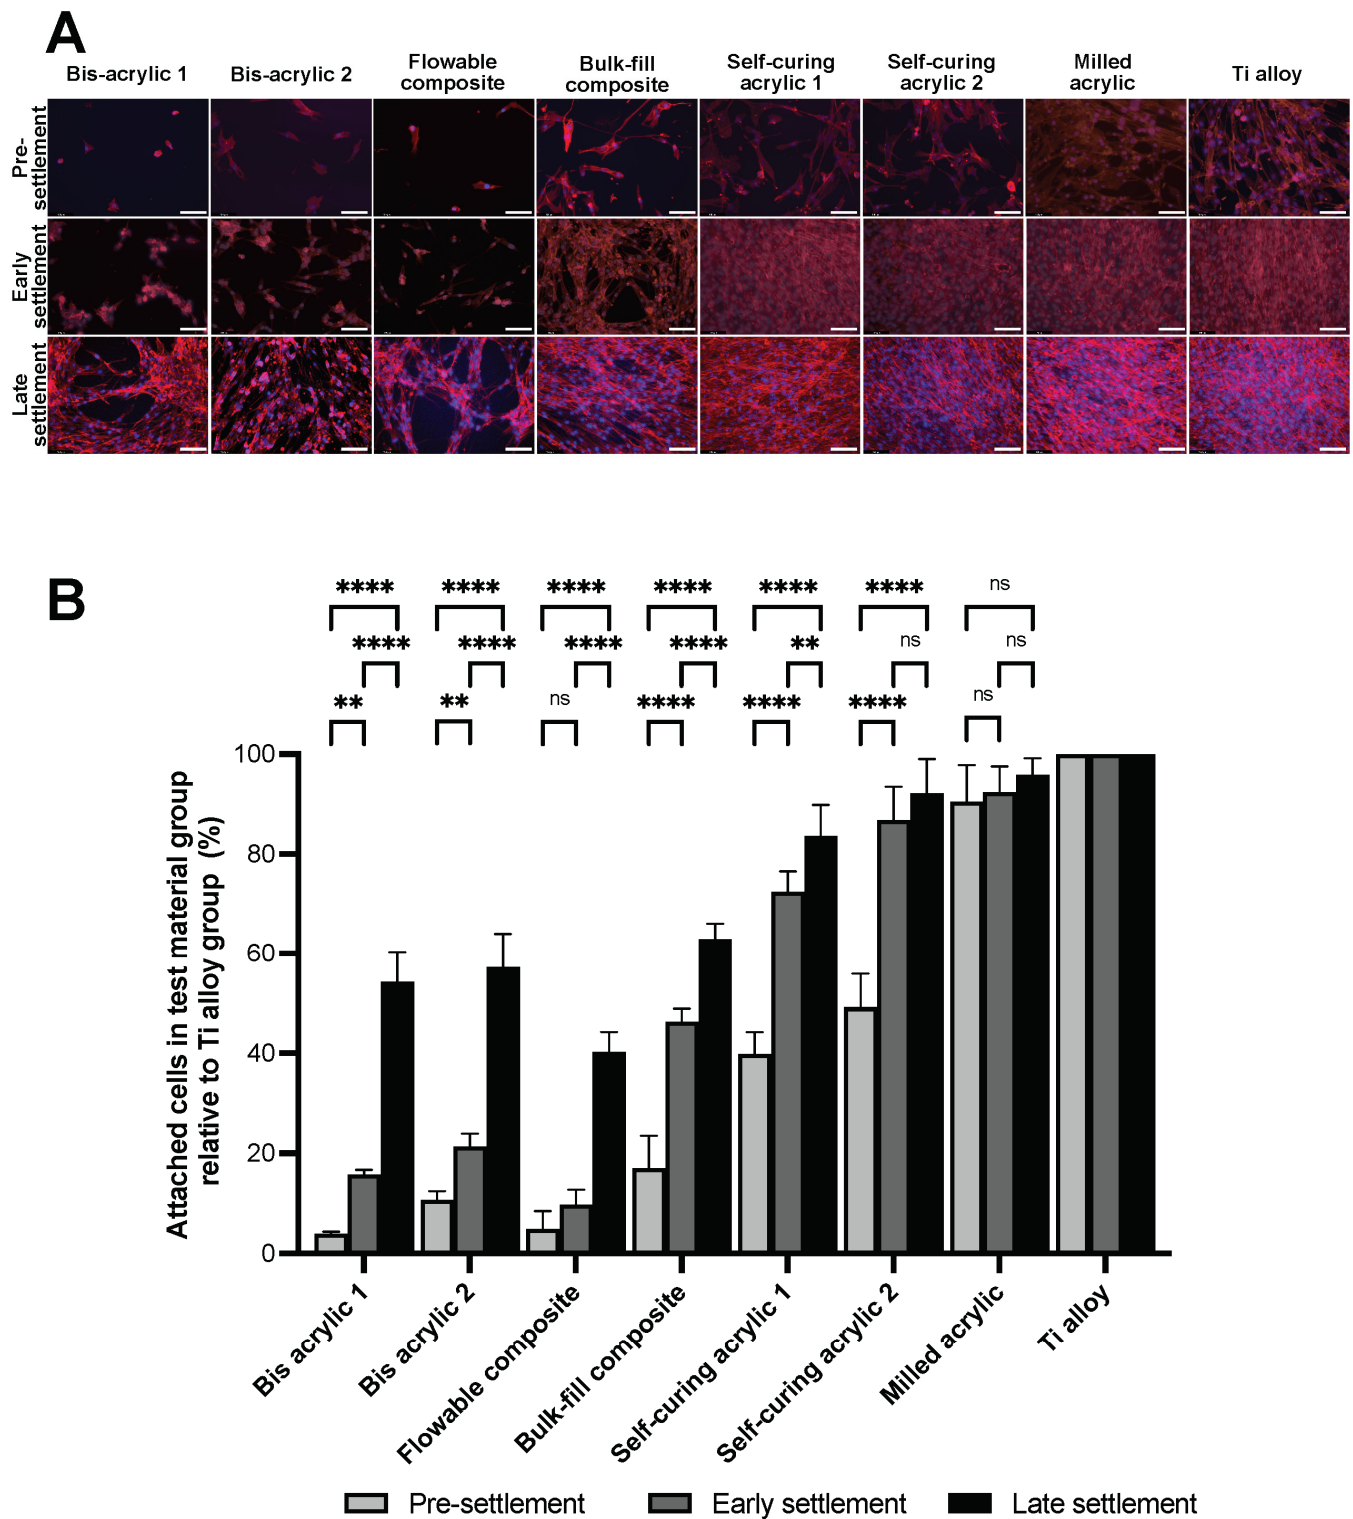 A
Bis-acrylic 1
Bis-acrylic 2
Flowable
composite
Bulk-fill
composite
Self-curing
acrylic 1
Self-curing
acrylic 2
Milled
acrylic
Ti alloy
Pre-
settlement
Early
settlement
Late
settlement
B
**** **** **** **** **** **** ns
**** **** **** **** ** ns ns
** ** ns **** **** **** ns
Attached cells in test material group
relative to Ti alloy group (%)
100
80
60
40
20
0
Bis acrylic 1
Bis acrylic 2
Flowable composite
Bulk-fill composite
Self-curing acrylic 1
Self-curing acrylic 2
Milled acrylic
Ti alloy
Pre-settlement
Early settlement
Late settlement